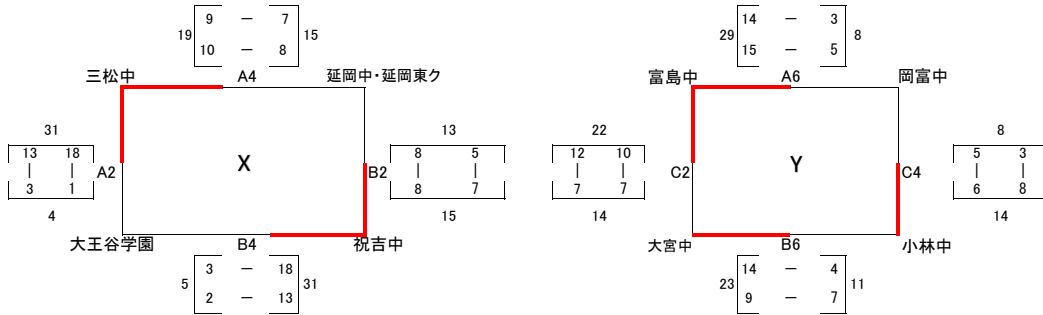 9 － 7 14 － 3
19 15 29 8
10 － 8 15 － 5
三松中 A4 延岡中・延岡東ク 富島中 A6 岡富中
31 13 22 8
13 18 8 5 12 10 5 3
｜ ｜ A2 X B2 ｜ ｜ ｜ ｜ C2 Y C4 ｜ ｜
3 1 8 7 7 7 6 8
4 15 14 14
大王谷学園 B4 祝吉中 大宮中 B6 小林中
3 － 18 14 － 4
5 31 23 11
2 － 13 9 － 7